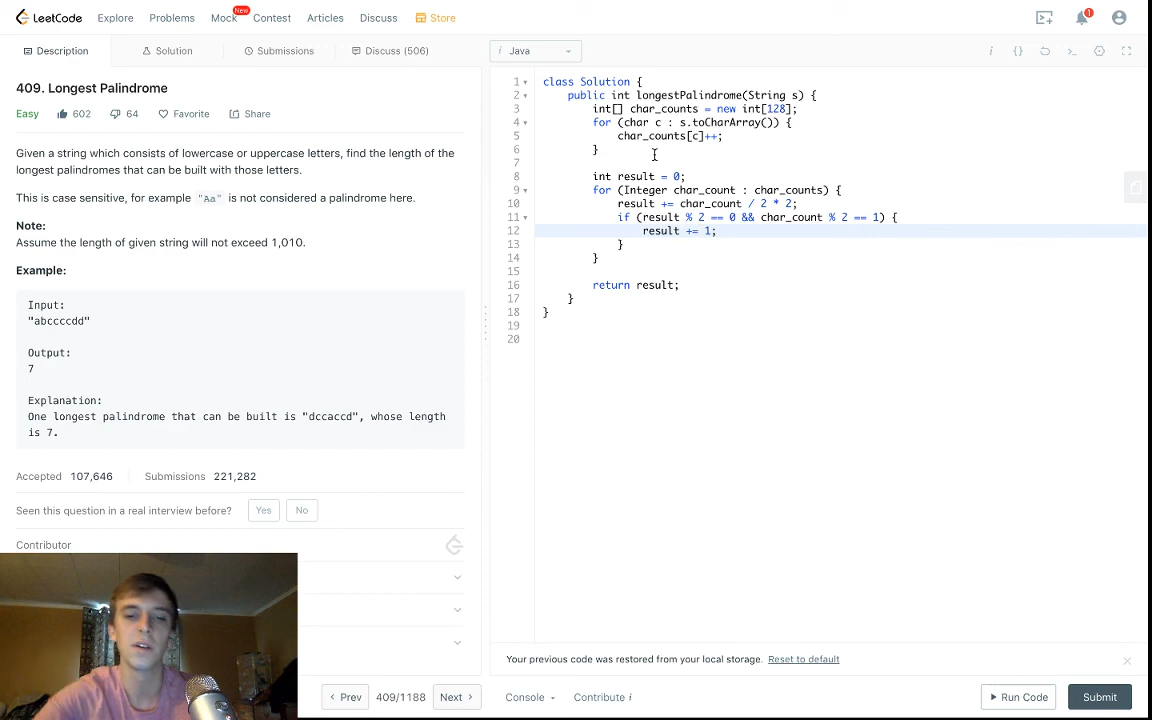 LeetCode Explore Problems Mock New Contest Articles Discuss Store 1
Description Solution Submissions Discuss (506)
409. Longest Palindrome
Easy 602 64 Favorite Share
Given a string which consists of lowercase or uppercase letters, find the length of the
longest palindromes that can be built with those letters.
This is case sensitive, for example "Aa" is not considered a palindrome here.
Note:
Assume the length of given string will not exceed 1,010.
Example:
Input:
"abccccdd"
Output:
7
Explanation:
One longest palindrome that can be built is "dccaccd", whose length
is 7.
Accepted 107,646 Submissions 221,282
Seen this question in a real interview before? Yes No
Contributor
Prev 409/1188 Next
i Java i {}
1 class Solution {
2 public int longestPalindrome(String s) {
3 int[] char_counts = new int[128];
4 for (char c : s.toCharArray()) {
5 char_counts[c]++;
6 }
7
8 int result = 0;
9 for (Integer char_count : char_counts) {
10 result += char_count / 2 * 2;
11 if (result % 2 == 0 && char_count % 2 == 1) {
12 result += 1;
13 }
14 }
15
16 return result;
17 }
18 }
19
20
Your previous code was restored from your local storage. Reset to default
Console Contribute i Run Code Submit